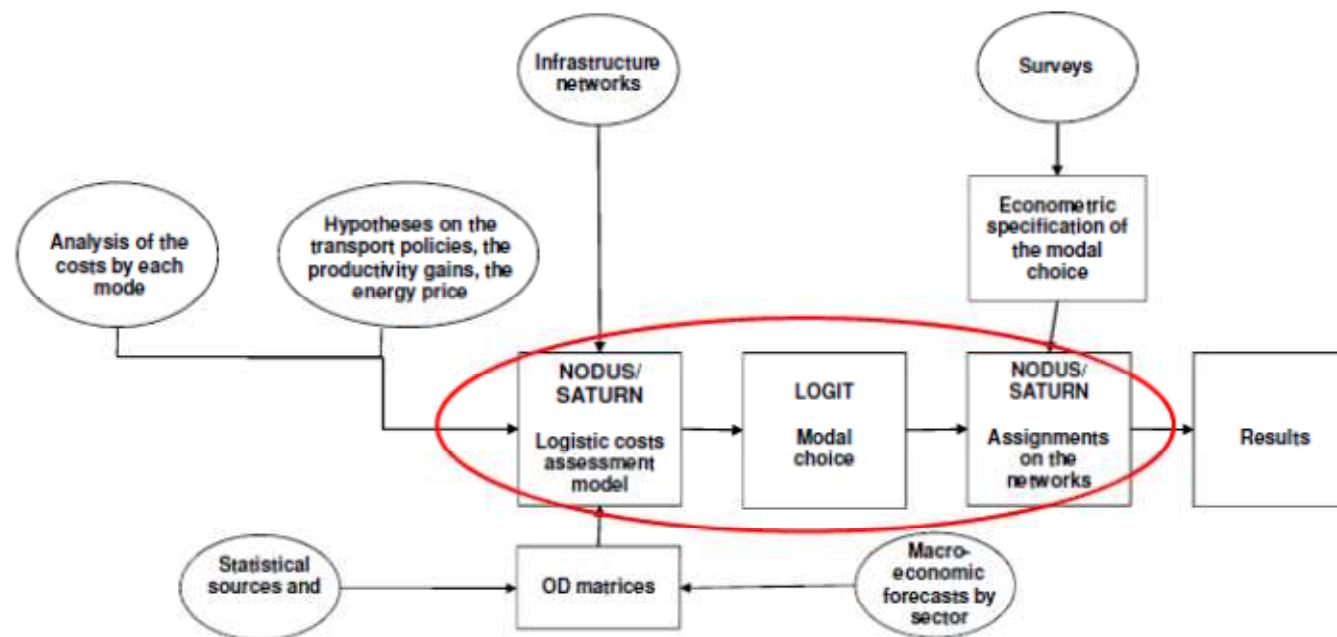 Infrastructure
networks
Surveys
Analysis of the
costs by each
mode
Hypotheses on the
transport policies, the
productivity gains, the
energy price
Econometric
specification of
the modal
choice
NODUS/
SATURN
Logistic costs
assessment
model
LOGIT
Modal
choice
NODUS/
SATURN
Assignments
on the
networks
Results
Statistical
sources and
OD matrices
Macro-
economic
forecasts by
sector